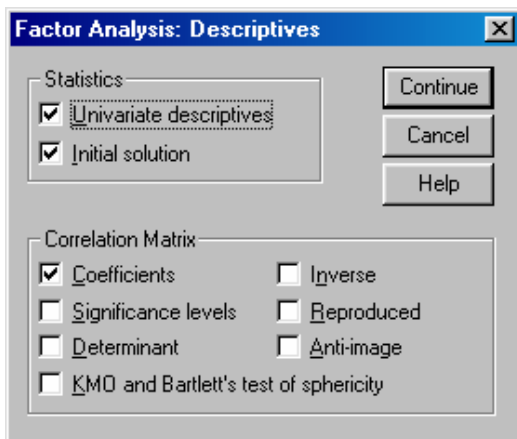 Factor Analysis: Descriptives
Statistics
Univariate descriptives
Initial solution
Continue
Cancel
Help
Correlation Matrix
Coefficients Inverse
Significance levels Reproduced
Determinant Anti-image
KMO and Bartlett's test of sphericity